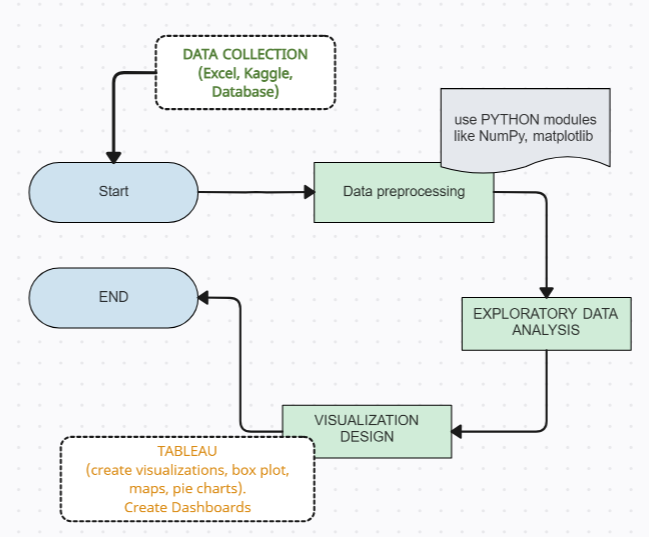 DATA COLLECTION
(Excel, Kaggle,
Database)
use PYTHON modules
like NumPy, matplotlib
Start
Data preprocessing
END
EXPLORATORY DATA
ANALYSIS
VISUALIZATION
DESIGN
TABLEAU
(create visualizations, box plot,
maps, pie charts).
Create Dashboards